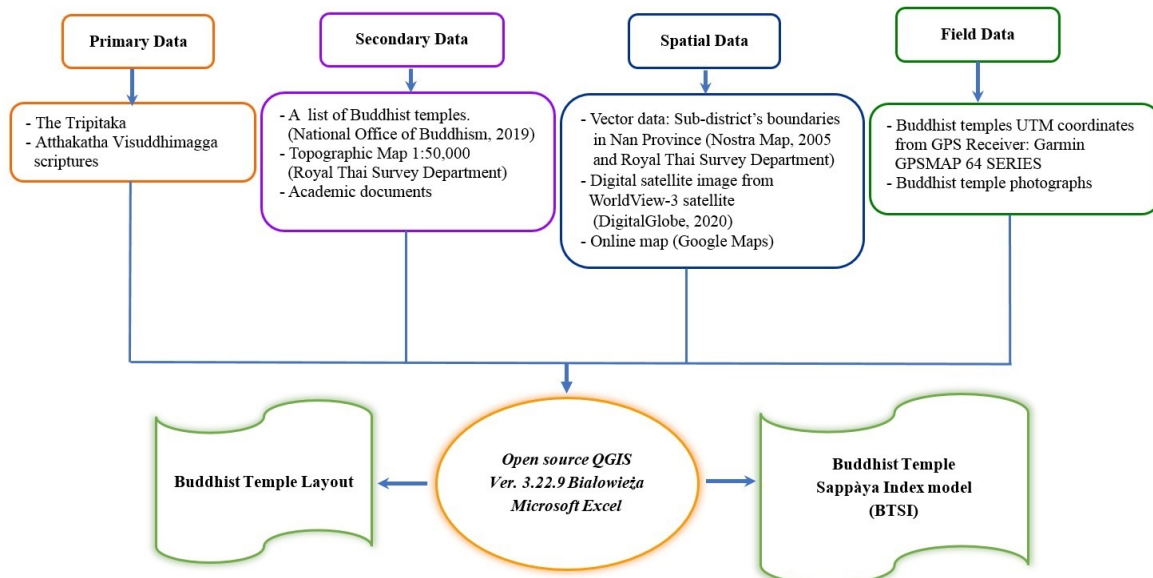 Primary Data
Secondary Data
Spatial Data
Field Data
- The Tripitaka
- Atthakatha Visuddhimagga
scriptures
- A list of Buddhist temples.
(National Office of Buddhism, 2019)
- Topographic Map 1:50,000
(Royal Thai Survey Department)
- Academic documents
- Vector data: Sub-district's boundaries
in Nan Province (Nostra Map, 2005
and Royal Thai Survey Department)
- Digital satellite image from
WorldView-3 satellite
(DigitalGlobe, 2020)
- Online map (Google Maps)
- Buddhist temples UTM coordinates
from GPS Receiver: Garmin
GPSMAP 64 SERIES
- Buddhist temple photographs
Buddhist Temple Layout
Open source QGIS
Ver. 3.22.9 Białowieża
Microsoft Excel
Buddhist Temple
Sappàya Index model
(BTSI)